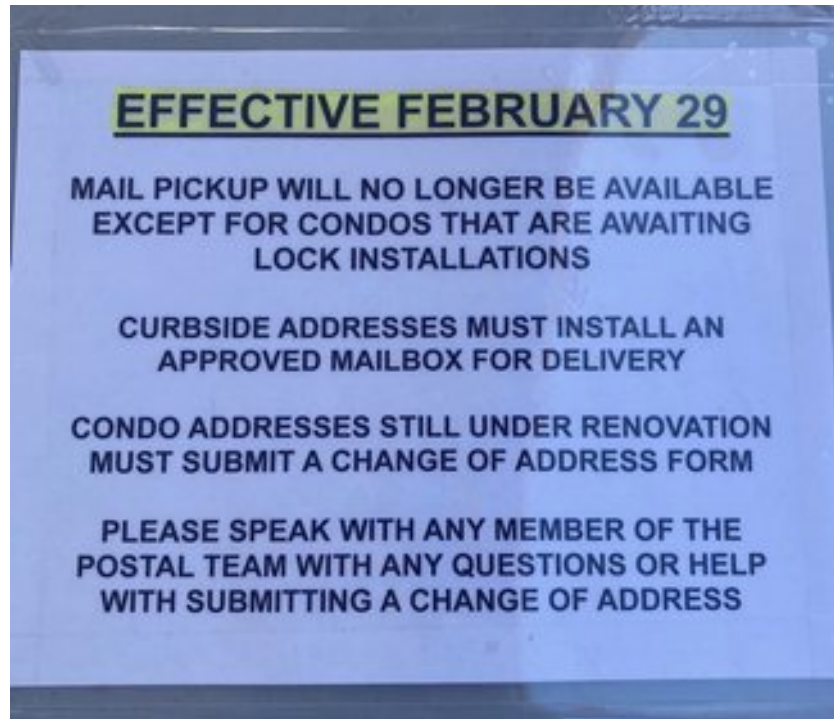 EFFECTIVE FEBRUARY 29
MAIL PICKUP WILL NO LONGER BE AVAILABLE
EXCEPT FOR CONDOS THAT ARE AWAITING
LOCK INSTALLATIONS
CURBSIDE ADDRESSES MUST INSTALL AN
APPROVED MAILBOX FOR DELIVERY
CONDO ADDRESSES STILL UNDER RENOVATION
MUST SUBMIT A CHANGE OF ADDRESS FORM
PLEASE SPEAK WITH ANY MEMBER OF THE
POSTAL TEAM WITH ANY QUESTIONS OR HELP
WITH SUBMITTING A CHANGE OF ADDRESS